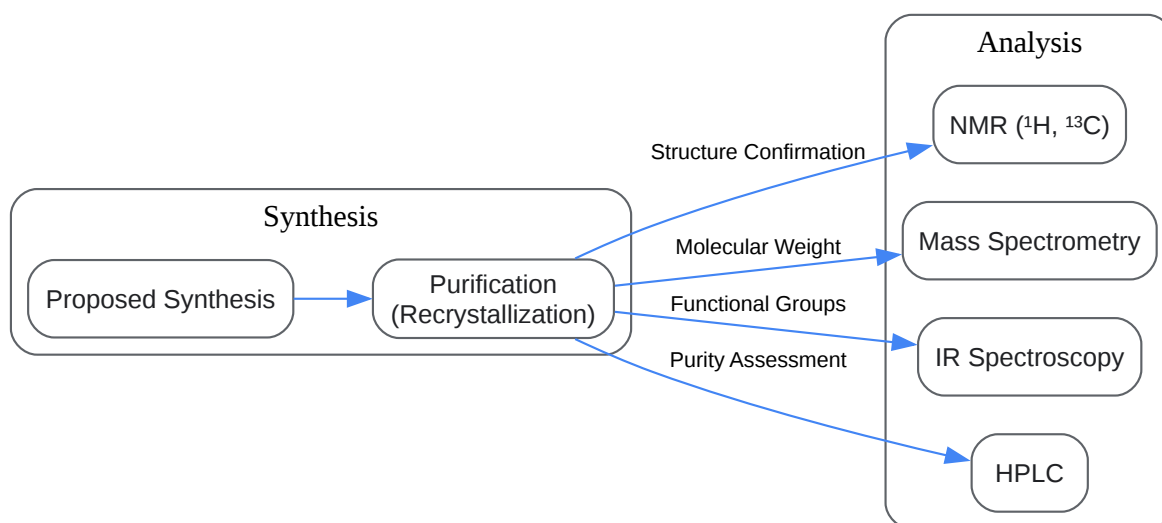 Synthesis
Proposed Synthesis
Purification
(Recrystallization)
Structure Confirmation
Molecular Weight
Functional Groups
Purity Assessment
Analysis
NMR (¹H, ¹³C)
Mass Spectrometry
IR Spectroscopy
HPLC